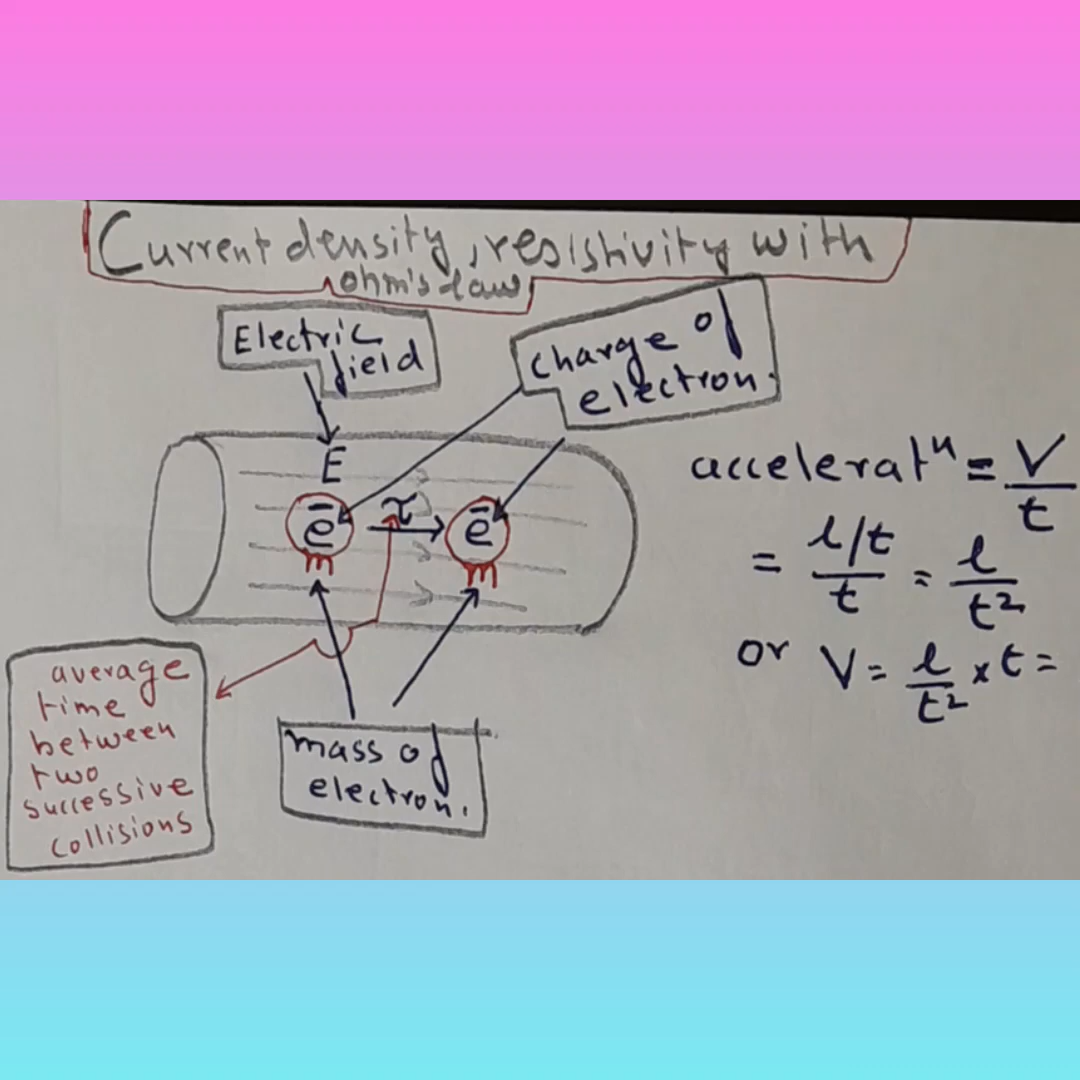 Current density, resistivity with
ohm's law
Electric
field
charge of
electron.
E
ē τ ē
m m
average
time
between
two
successive
collisions
mass of
electron.
acceleratⁿ = V/t
= l/t/t = l/t²
or V = l/t² × t =